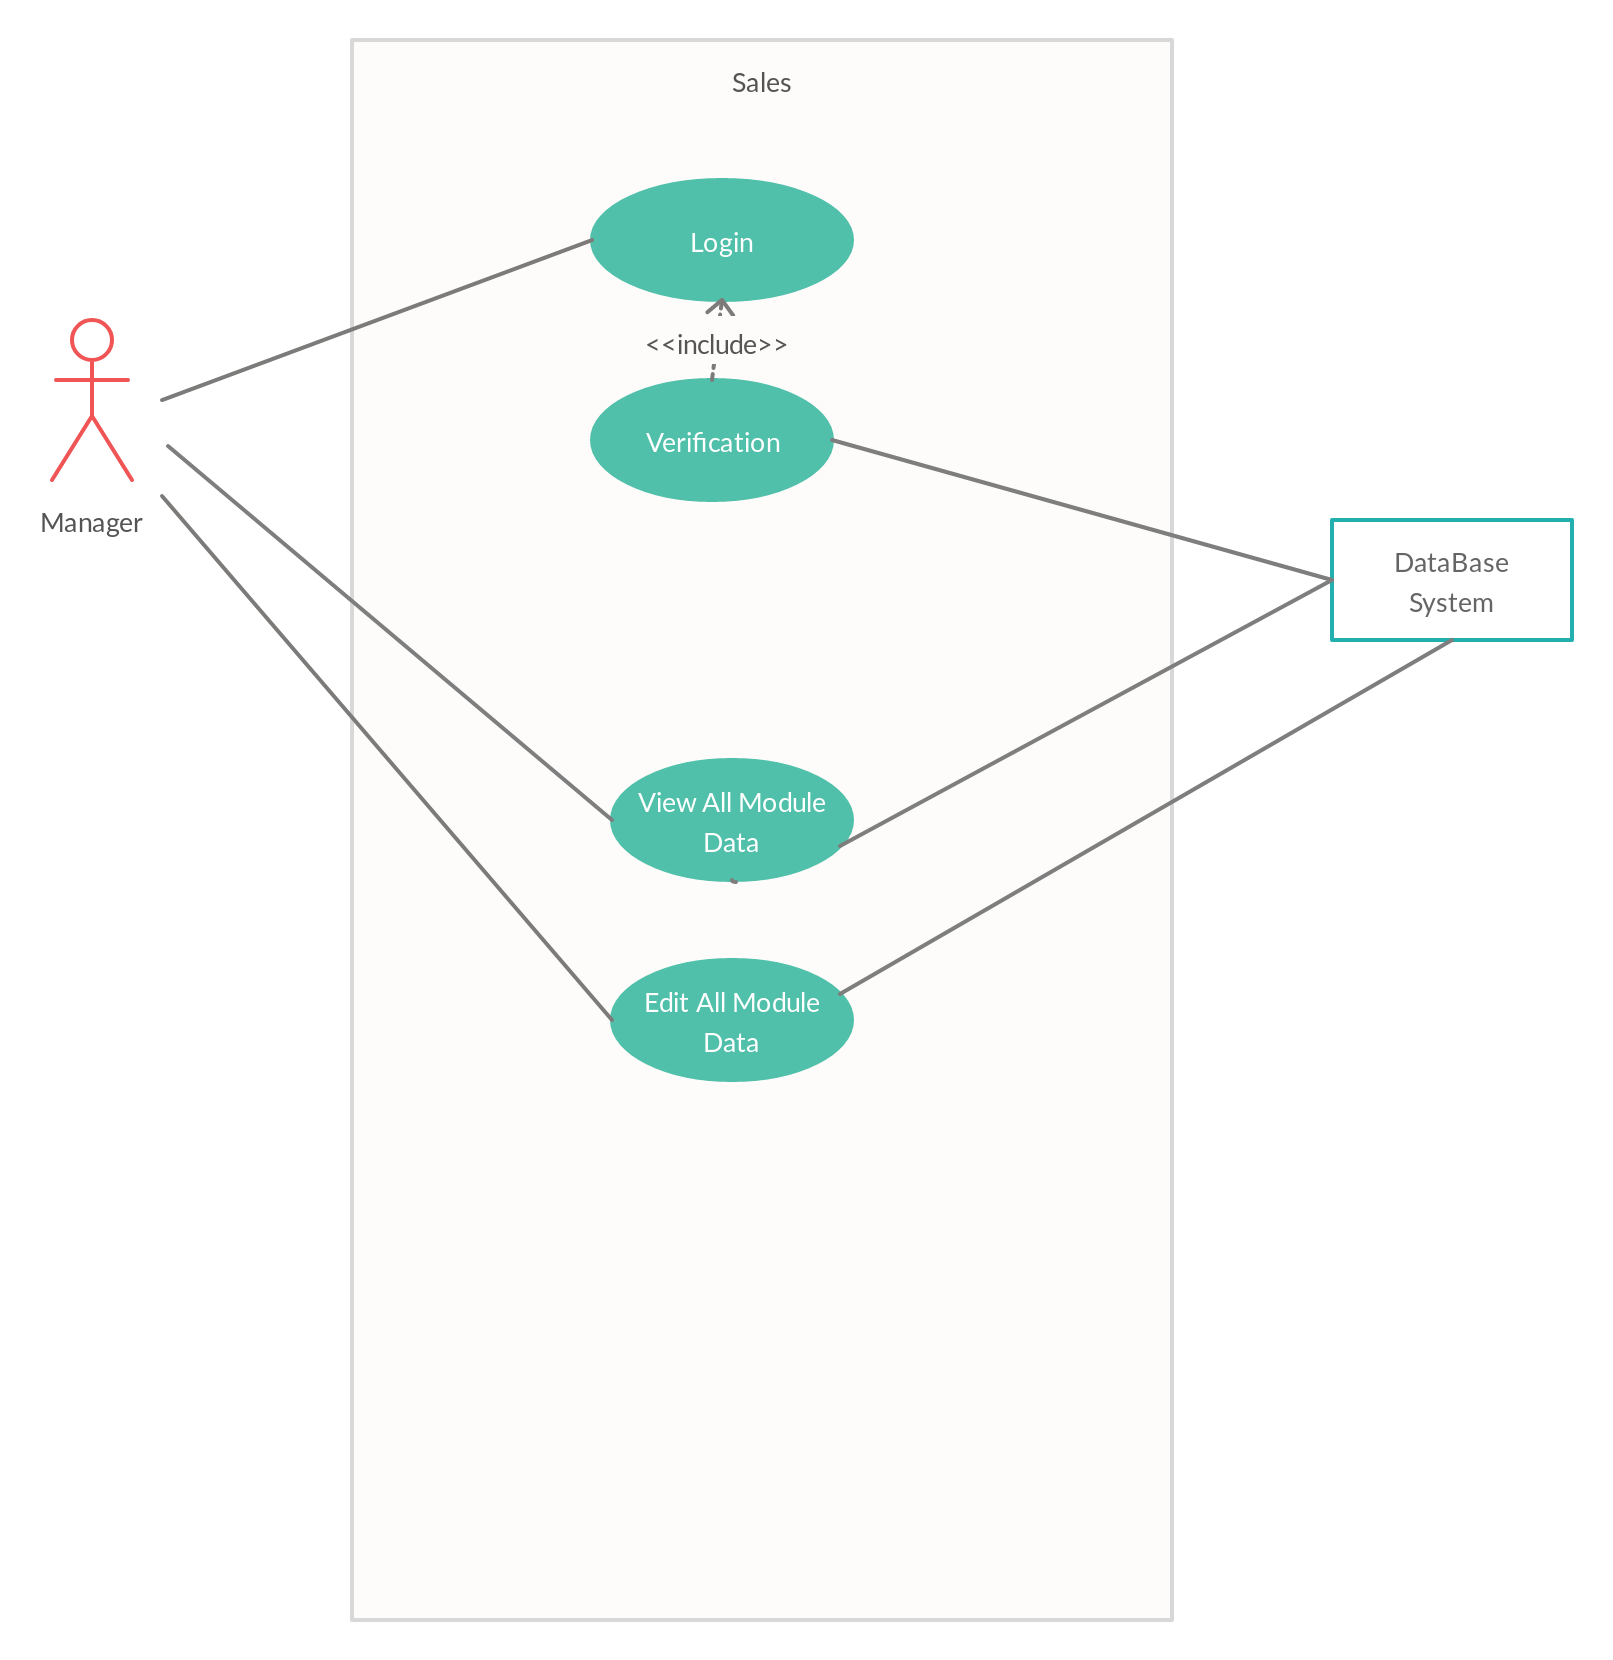 Sales
Login
<<include>>
Verification
Manager
DataBase
System
View All Module
Data
Edit All Module
Data